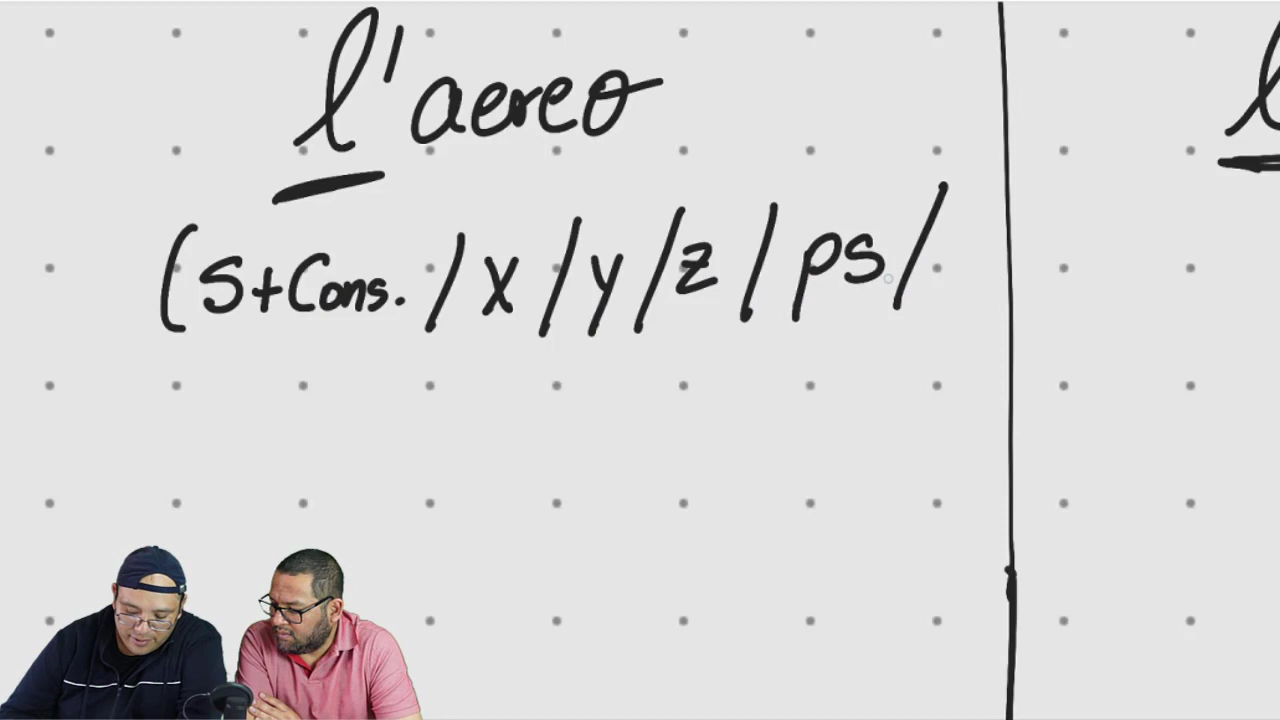 l'aereo
(S+Cons. / X / y / z / ps /